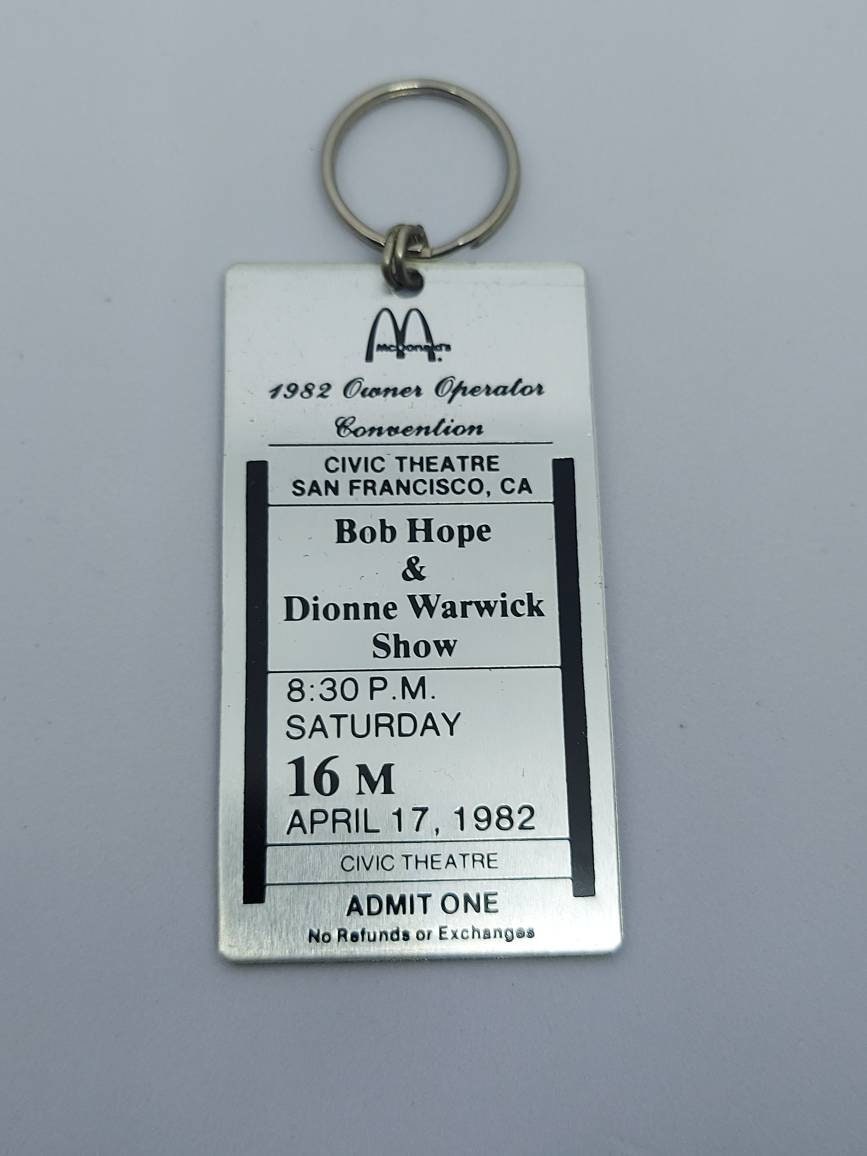 McDonald's
1982 Owner Operator
Convention
CIVIC THEATRE
SAN FRANCISCO, CA
Bob Hope
&
Dionne Warwick
Show
8:30 P.M.
SATURDAY
16 M
APRIL 17, 1982
CIVIC THEATRE
ADMIT ONE
No Refunds or Exchanges